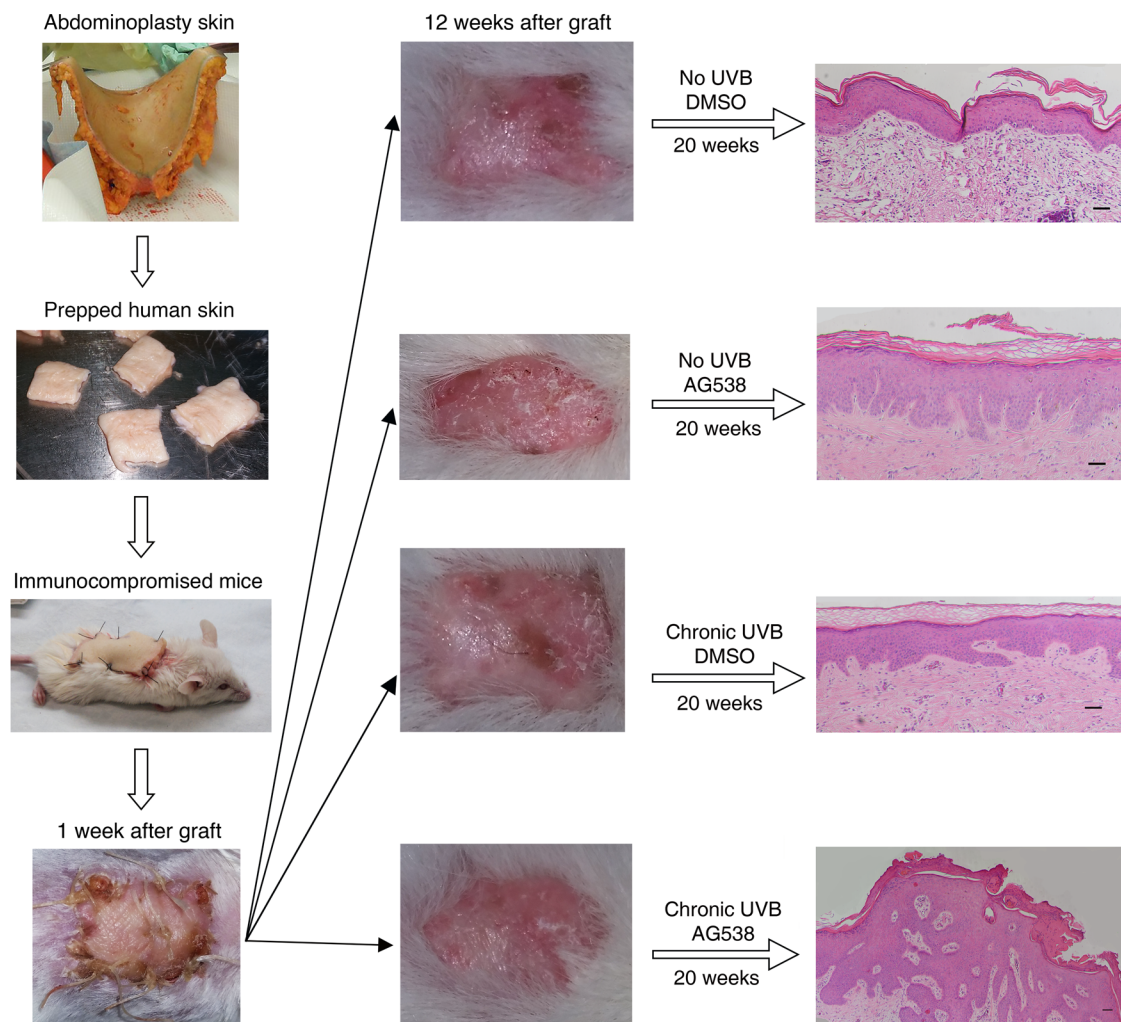 Abdominoplasty skin
Prepped human skin
Immunocompromised mice
1 week after graft
12 weeks after graft
No UVB
DMSO
20 weeks
No UVB
AG538
20 weeks
Chronic UVB
DMSO
20 weeks
Chronic UVB
AG538
20 weeks